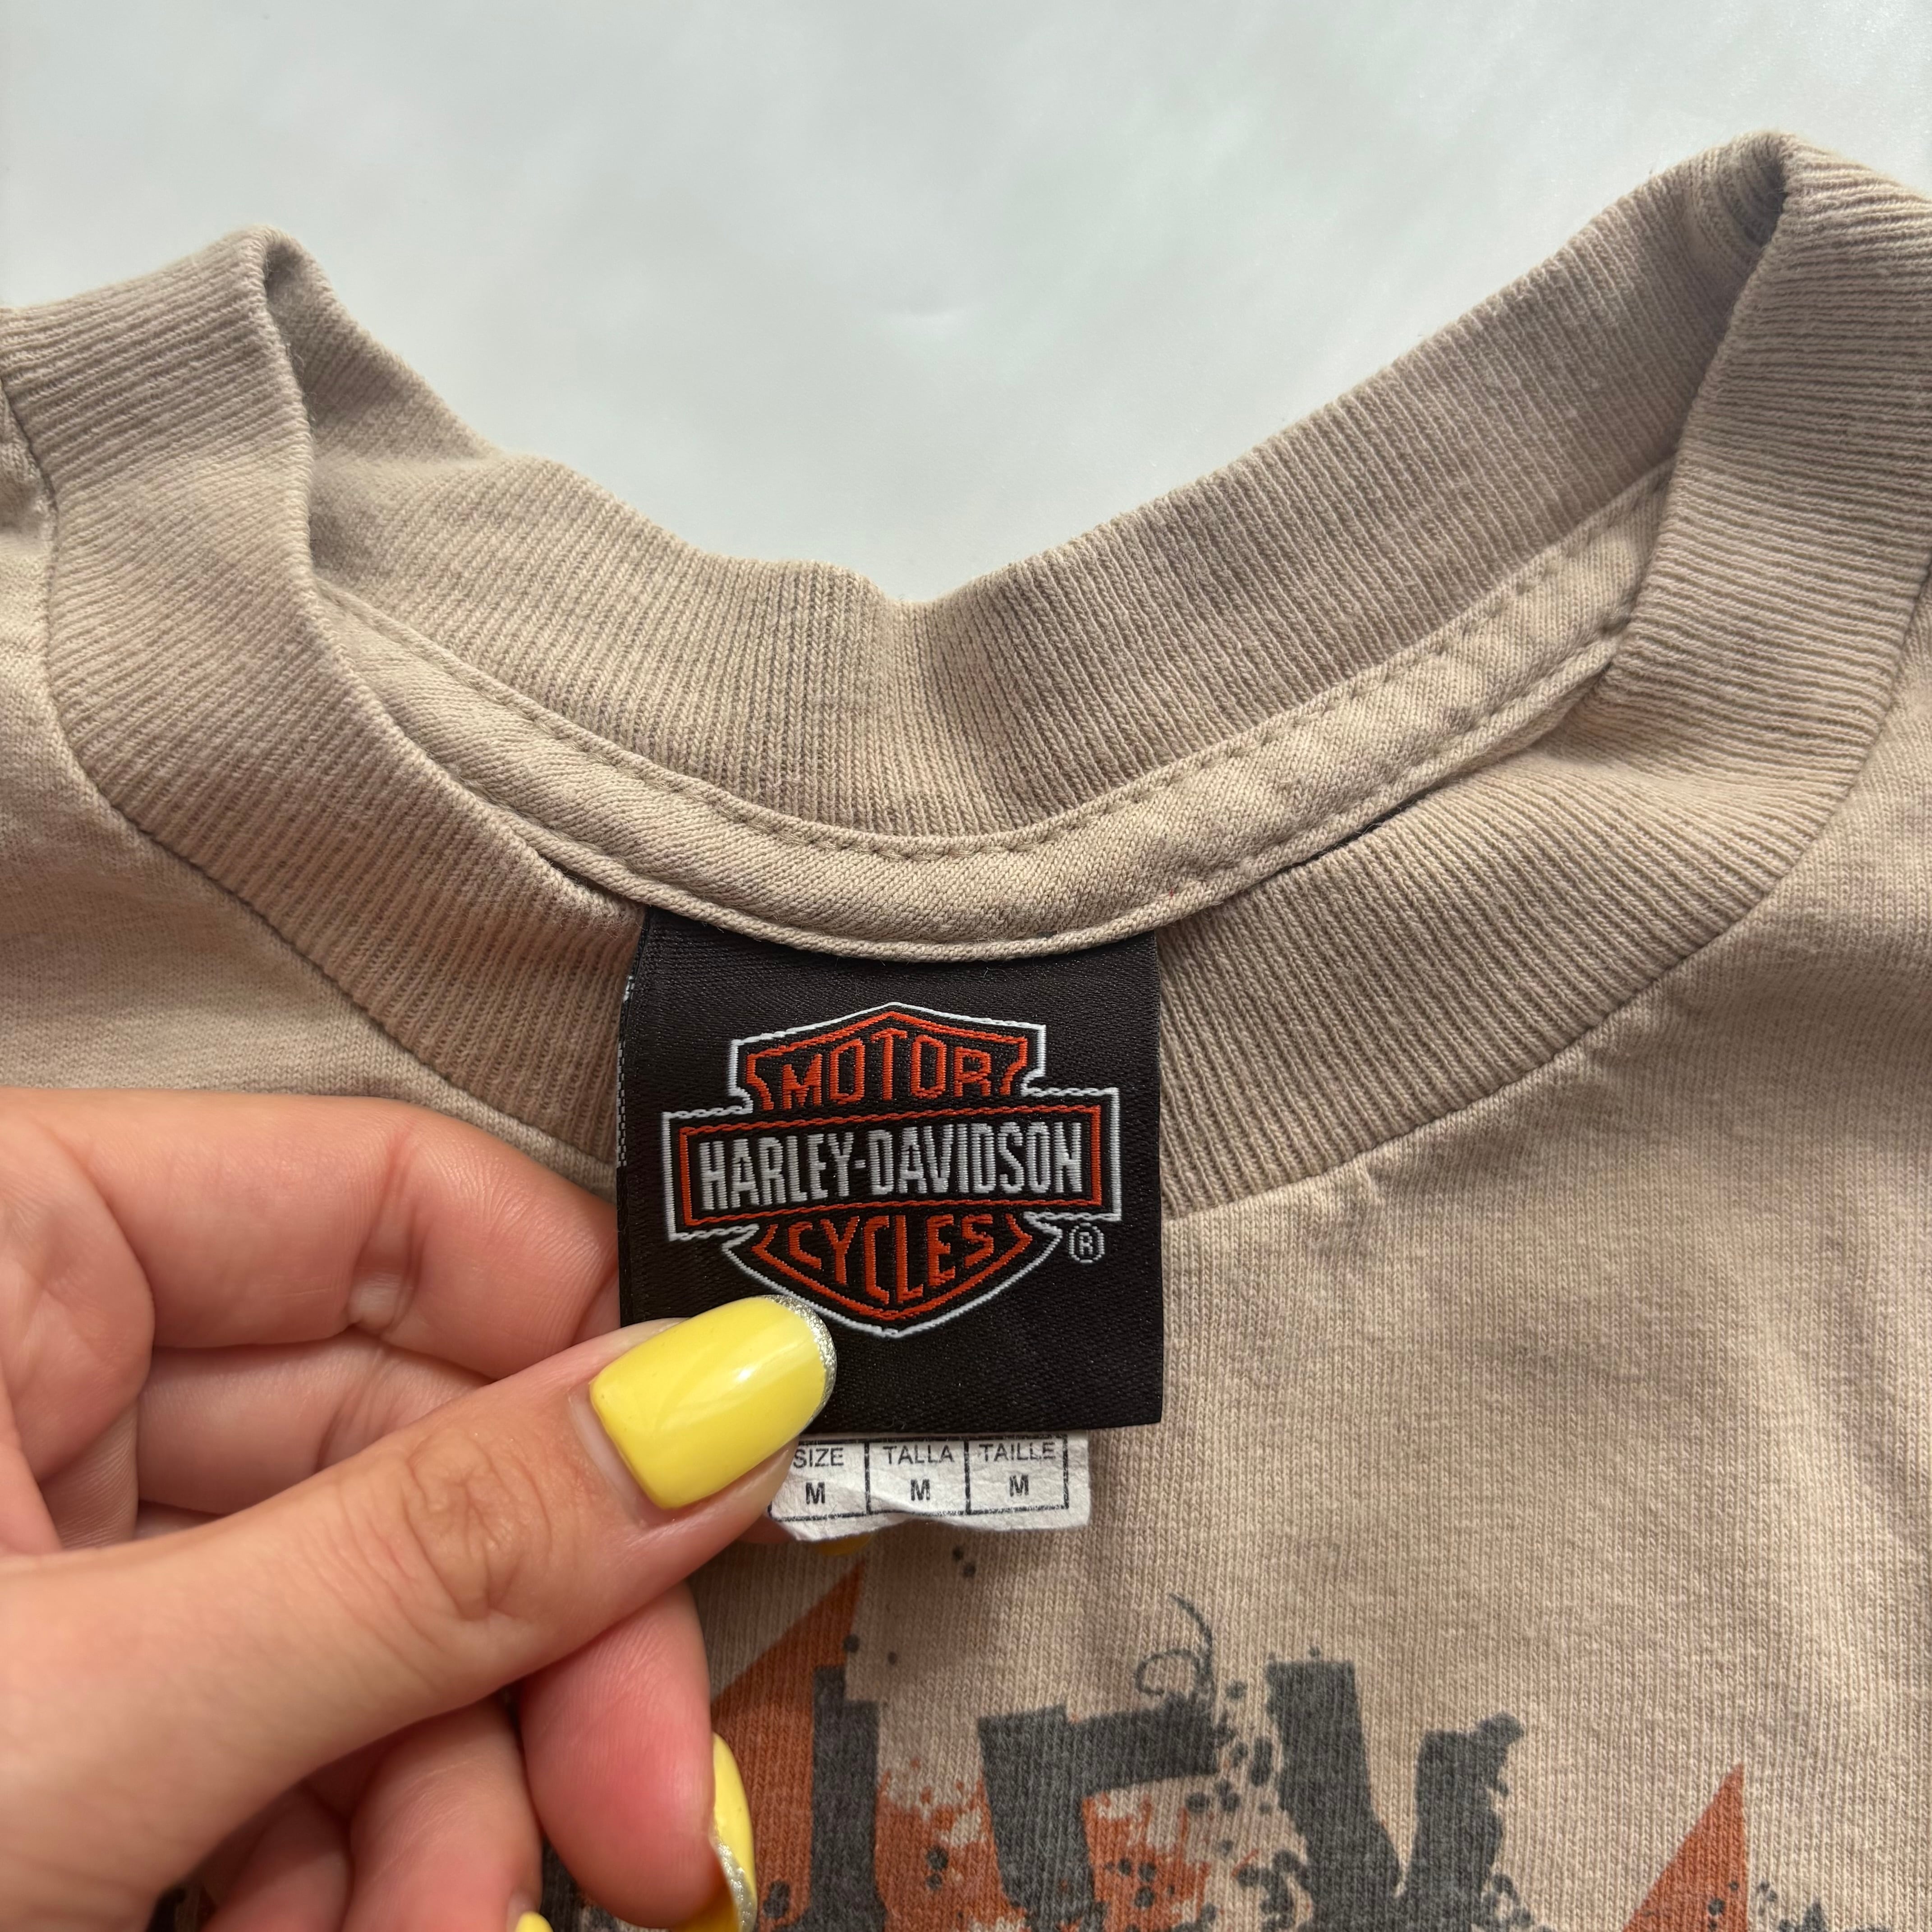 MOTOR
HARLEY-DAVIDSON
CYCLES
®
SIZE TALLA TAILLE
M M M